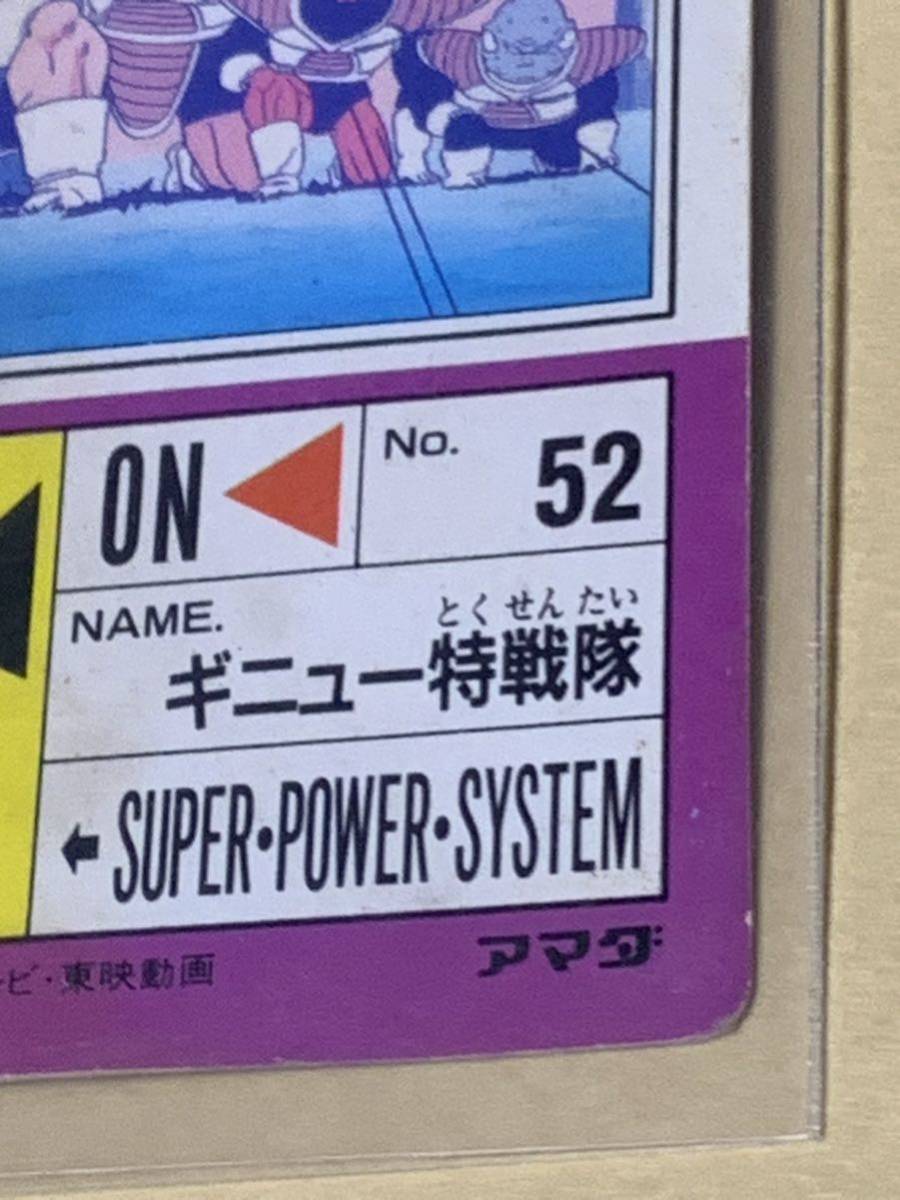 ON
No. 52
NAME.
とくせんたい
ギニュー特戦隊
SUPER・POWER・SYSTEM
アマダ
ビ・東映動画